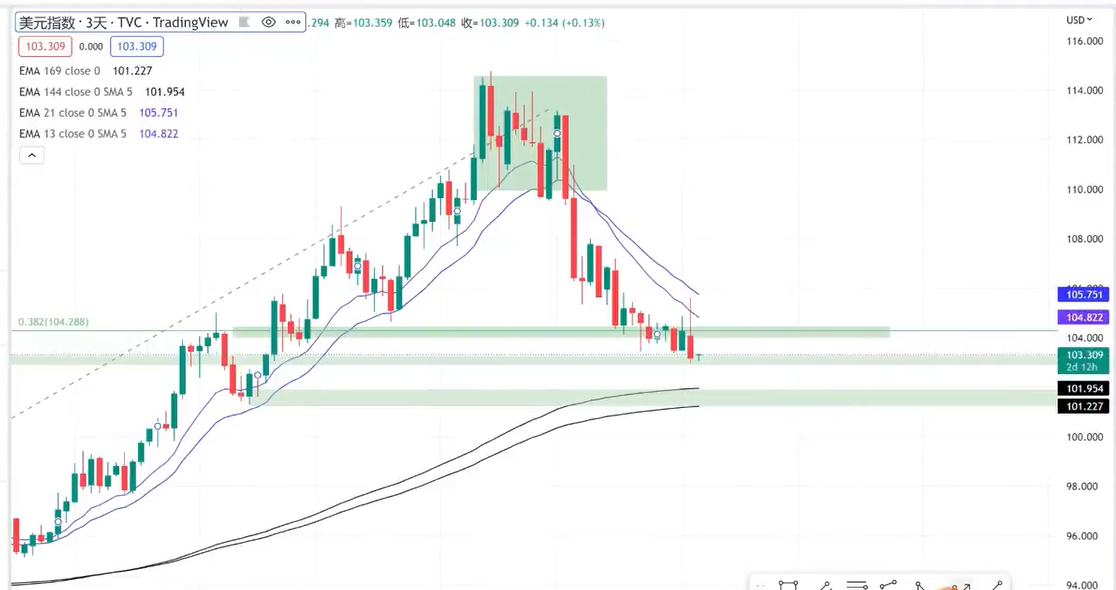 美元指数 · 3天 · TVC · TradingView .294 高=103.359 低=103.048 收=103.309 +0.134 (+0.13%)
USD
103.309 0.000 103.309
116.000
EMA 169 close 0 101.227
EMA 144 close 0 SMA 5 101.954
114.000
EMA 21 close 0 SMA 5 105.751
EMA 13 close 0 SMA 5 104.822
112.000
110.000
108.000
105.751
0.382(104.288)
104.822
104.000
103.309
2d 12h
101.954
101.227
100.000
98.000
96.000
94.000